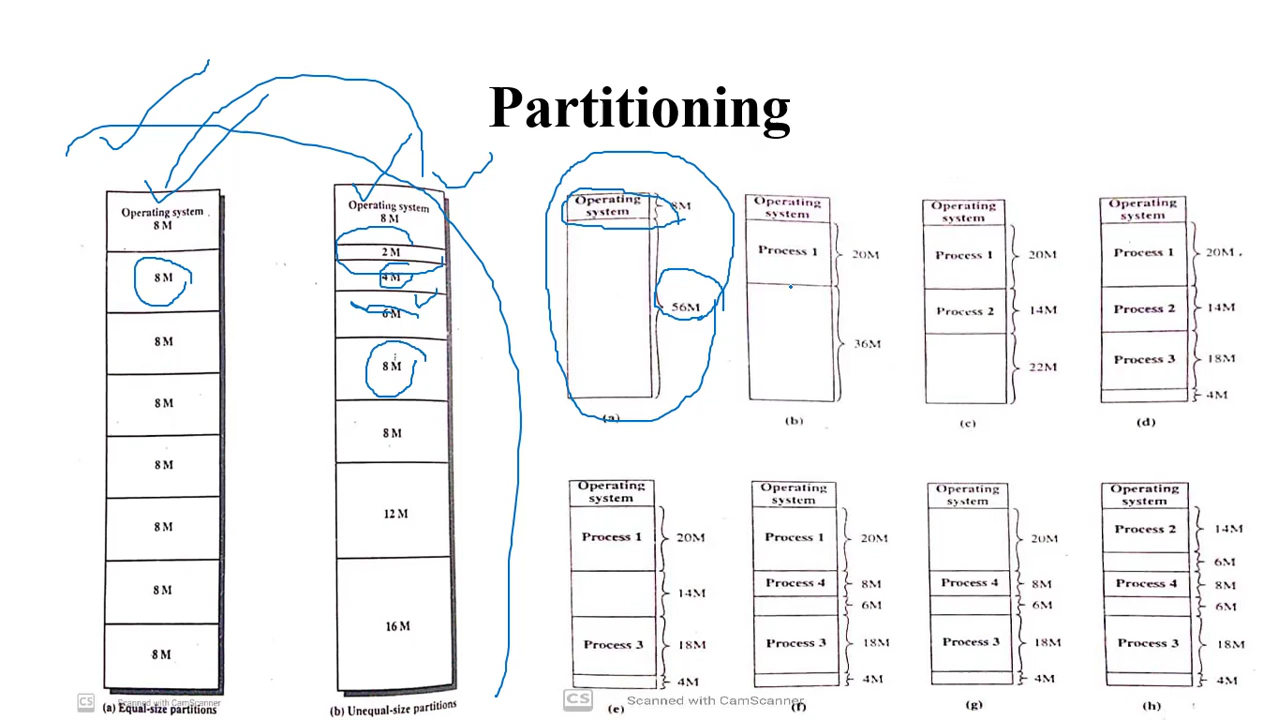 Partitioning
Operating system
8 M
8 M
8 M
8 M
8 M
8 M
8 M
8 M
(a) Equal-size partitions
Operating system
8 M
2 M
4 M
6 M
8 M
8 M
12 M
16 M
(b) Unequal-size partitions
Operating
system
8M
56M
(a)
Operating
system
Process 1
20M
36M
(b)
Operating
system
Process 1
20M
Process 2
14M
22M
(c)
Operating
system
Process 1
20M
Process 2
14M
Process 3
18M
4M
(d)
Operating
system
Process 1
20M
14M
Process 3
18M
4M
(e)
Operating
system
Process 1
20M
Process 4
8M
6M
Process 3
18M
4M
(f)
Operating
system
20M
Process 4
8M
6M
Process 3
18M
4M
(g)
Operating
system
Process 2
14M
6M
Process 4
8M
6M
Process 3
18M
4M
(h)
CS Scanned with CamScanner
CS Scanned with CamScanner